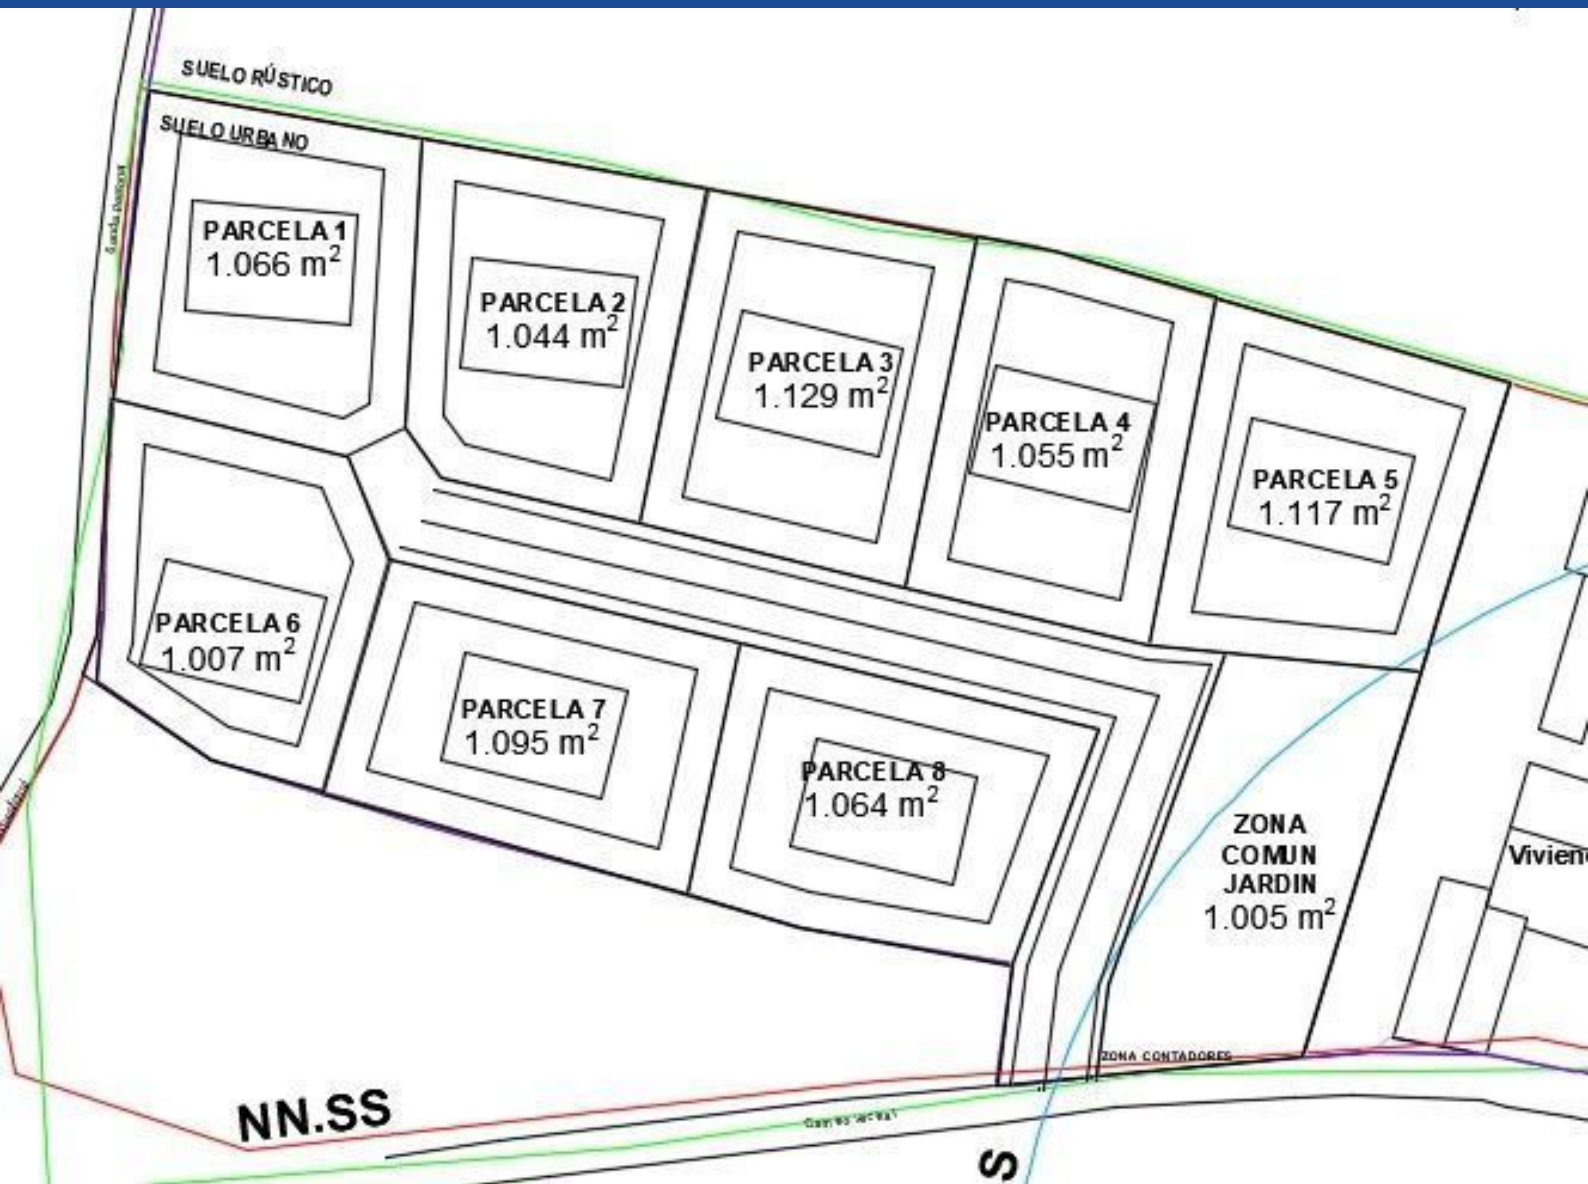 SUELO RÚSTICO
SUELO URBANO
PARCELA 1
1.066 m²
PARCELA 2
1.044 m²
PARCELA 3
1.129 m²
PARCELA 4
1.055 m²
PARCELA 5
1.117 m²
PARCELA 6
1.007 m²
PARCELA 7
1.095 m²
PARCELA 8
1.064 m²
ZONA
COMUN
JARDIN
1.005 m²
Vivien
ZONA CONTADORES
NN.SS
S